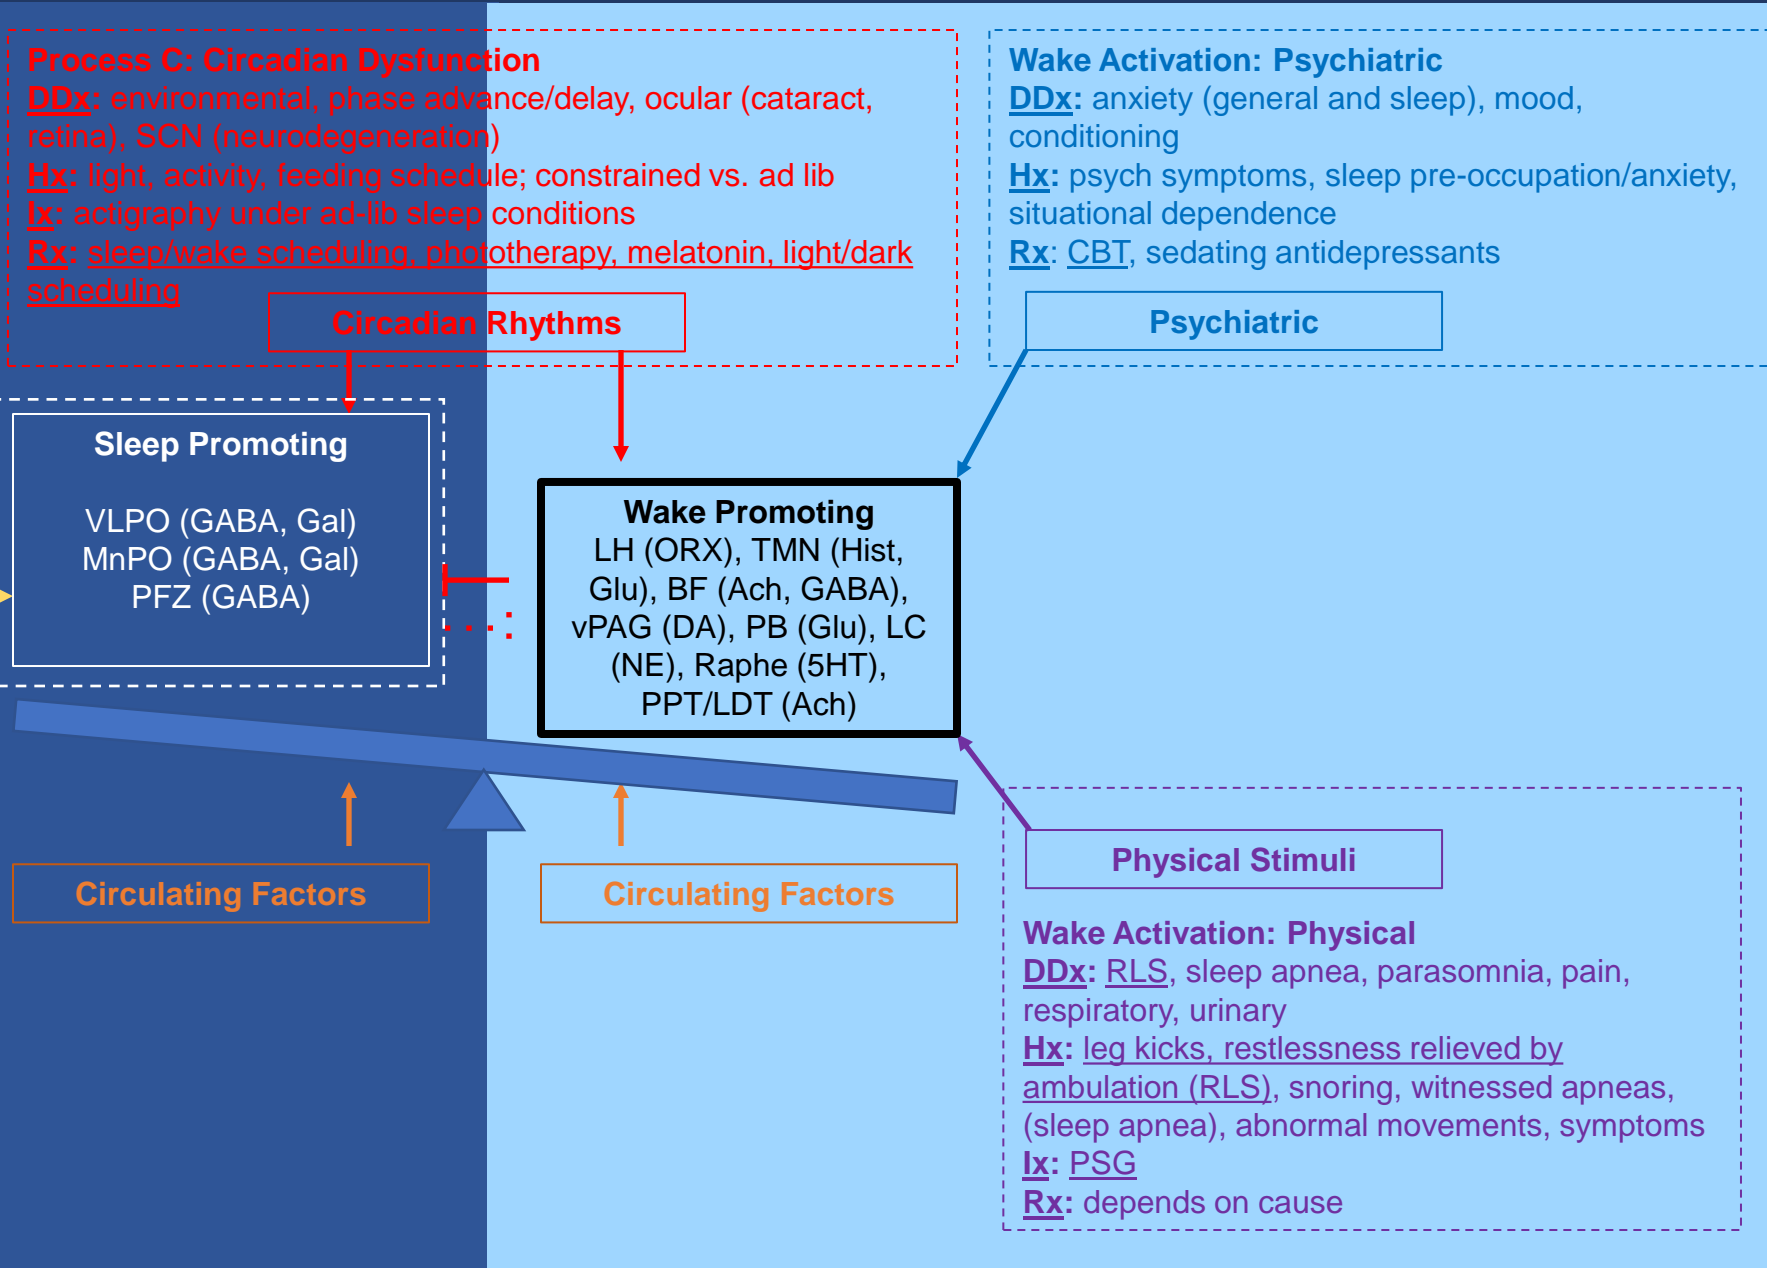 Process C: Circadian Dysfunction
DDx: environmental, phase advance/delay, ocular (cataract,
retina), SCN (neurodegeneration)
Hx: light, activity, feeding schedule; constrained vs. ad lib
Ix: actigraphy under ad-lib sleep conditions
Rx: sleep/wake scheduling, phototherapy, melatonin, light/dark
scheduling
Circadian Rhythms
Wake Activation: Psychiatric
DDx: anxiety (general and sleep), mood,
conditioning
Hx: psych symptoms, sleep pre-occupation/anxiety,
situational dependence
Rx: CBT, sedating antidepressants
Psychiatric
Sleep Promoting
VLPO (GABA, Gal)
MnPO (GABA, Gal)
PFZ (GABA)
Wake Promoting
LH (ORX), TMN (Hist,
Glu), BF (Ach, GABA),
vPAG (DA), PB (Glu), LC
(NE), Raphe (5HT),
PPT/LDT (Ach)
Circulating Factors
Circulating Factors
Physical Stimuli
Wake Activation: Physical
DDx: RLS, sleep apnea, parasomnia, pain,
respiratory, urinary
Hx: leg kicks, restlessness relieved by
ambulation (RLS), snoring, witnessed apneas,
(sleep apnea), abnormal movements, symptoms
Ix: PSG
Rx: depends on cause